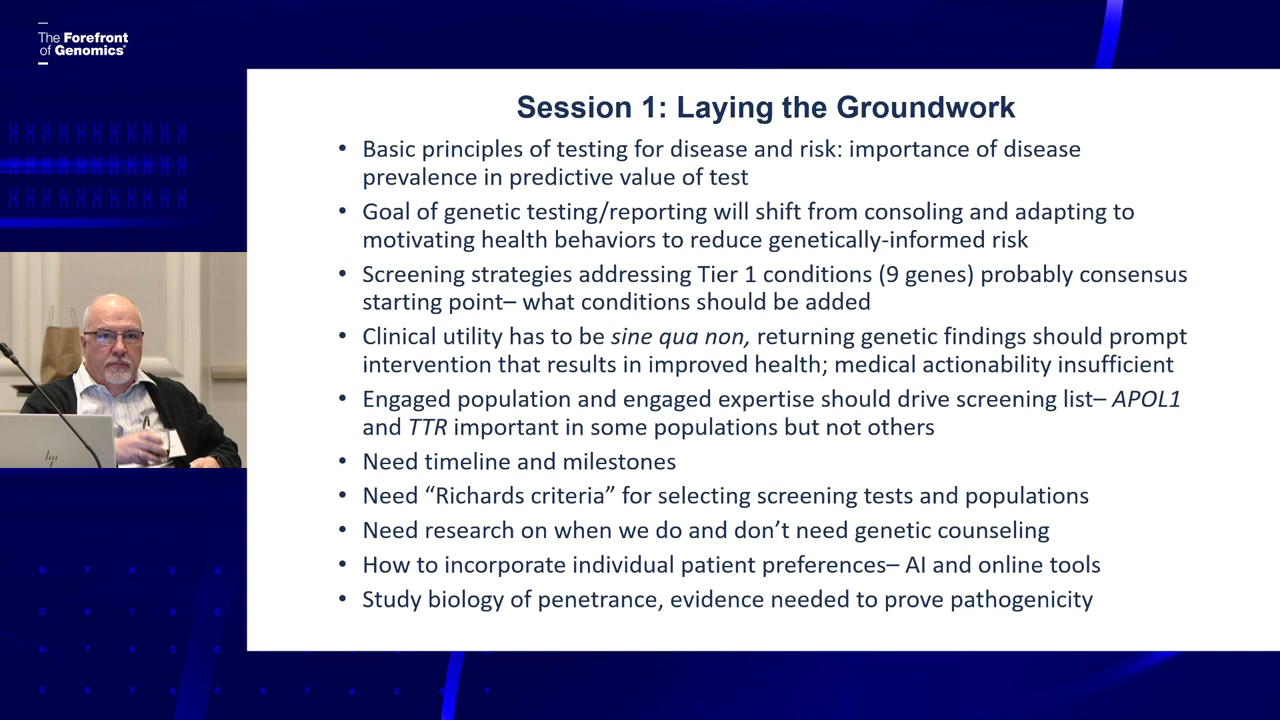 The Forefront
of Genomics
Session 1: Laying the Groundwork
• Basic principles of testing for disease and risk: importance of disease
prevalence in predictive value of test
• Goal of genetic testing/reporting will shift from consoling and adapting to
motivating health behaviors to reduce genetically-informed risk
• Screening strategies addressing Tier 1 conditions (9 genes) probably consensus
starting point– what conditions should be added
• Clinical utility has to be sine qua non, returning genetic findings should prompt
intervention that results in improved health; medical actionability insufficient
• Engaged population and engaged expertise should drive screening list– APOL1
and TTR important in some populations but not others
• Need timeline and milestones
• Need “Richards criteria” for selecting screening tests and populations
• Need research on when we do and don’t need genetic counseling
• How to incorporate individual patient preferences– AI and online tools
• Study biology of penetrance, evidence needed to prove pathogenicity
hp